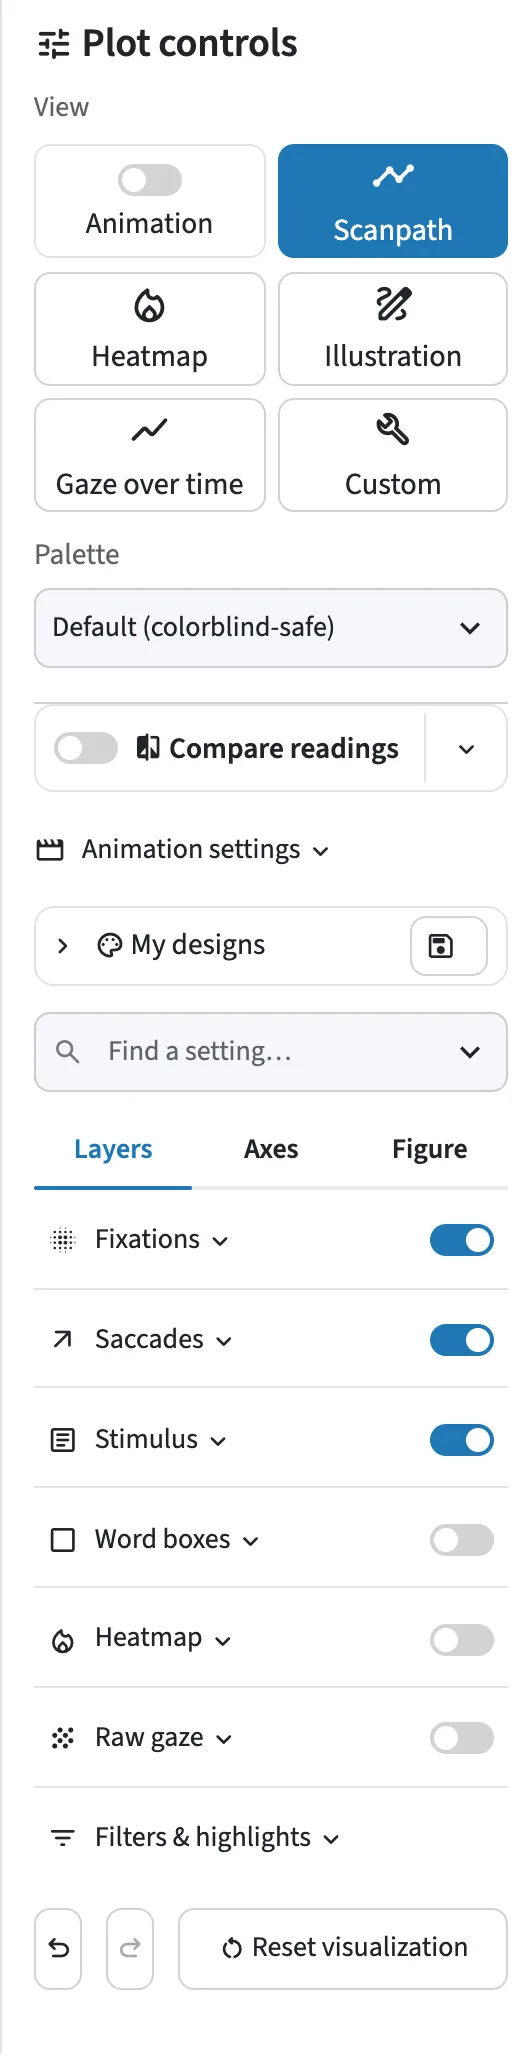 Plot controls
View
Animation
Scanpath
Heatmap
Illustration
Gaze over time
Custom
Palette
Default (colorblind-safe)
Compare readings
Animation settings
My designs
Find a setting...
Layers Axes Figure
Fixations
Saccades
Stimulus
Word boxes
Heatmap
Raw gaze
Filters & highlights
Reset visualization